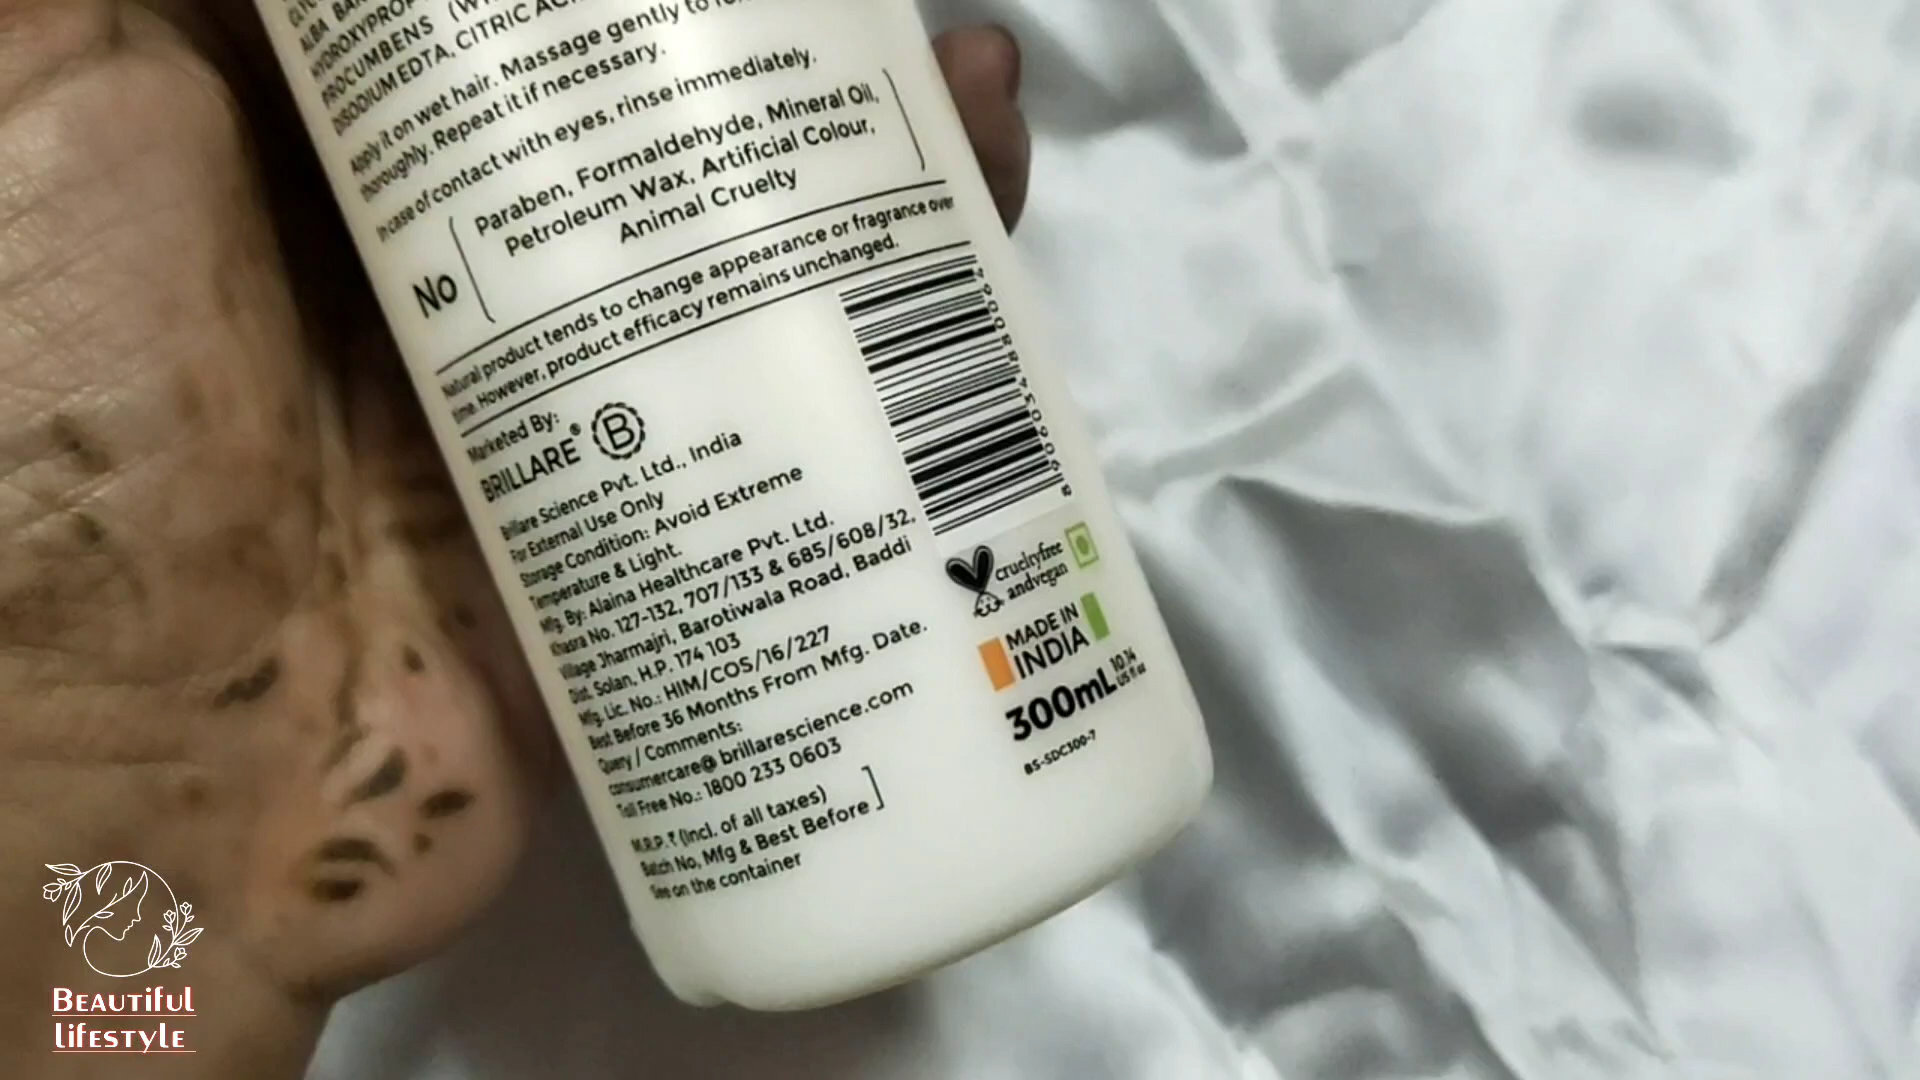 ALBA
HYDROXYPROP
PROCUMBENS
DISODIUM EDTA, CITRIC
Apply it on wet hair. Massage gently to
thoroughly. Repeat it if necessary.
In case of contact with eyes, rinse immediately.
No
Paraben, Formaldehyde, Mineral Oil,
Petroleum Wax, Artificial Colour,
Animal Cruelty
Natural product tends to change appearance or fragrance over
time. However, product efficacy remains unchanged.
Marketed By:
BRILLARE® B
Brillare Science Pvt. Ltd., India
For External Use Only
Storage Condition: Avoid Extreme
Temperature & Light.
Mfg. By: Alaina Healthcare Pvt. Ltd.
Khasra No. 127-132, 707/133 & 685/608/32,
Village Jharmajri, Barotiwala Road, Baddi
Dist. Solan, H.P. 174 103
Mfg. Lic. No.: HIM/COS/16/227
Best Before 36 Months From Mfg. Date.
Query / Comments:
consumercare@brillarescience.com
Toll Free No.: 1800 233 0603
M.R.P. ₹ (Incl. of all taxes)
Batch No, Mfg & Best Before
See on the container
crueltyfree
andvegan
MADE IN
INDIA
300mL 10.14 US fl oz
BS-SDC300-7
BEAUTIFUL
LIFESTYLE